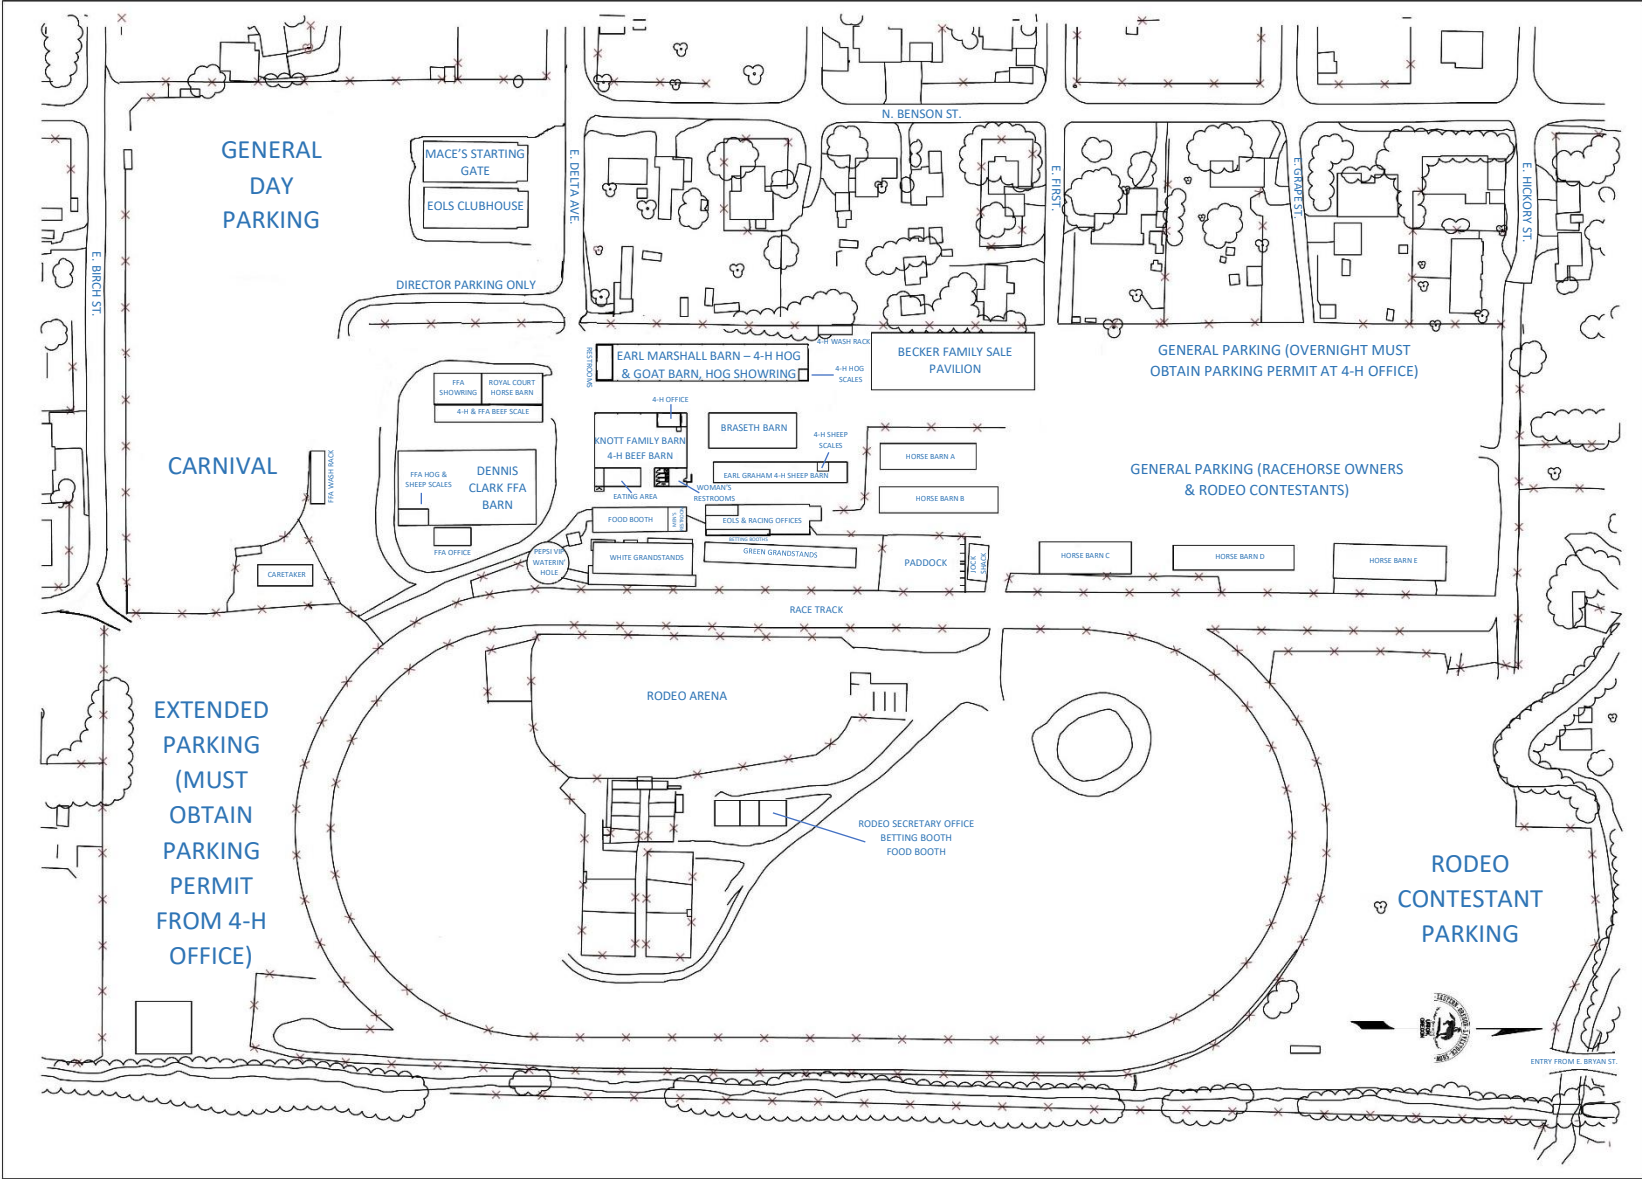 N. BENSON ST.
GENERAL
DAY
PARKING
MACE'S STARTING
GATE
EOLS CLUBHOUSE
E. DELTA AVE.
E. FIRST.
E.GRAPE ST.
E. HICKORY ST.
E. BIRCH ST.
DIRECTOR PARKING ONLY
RESTROOMS
EARL MARSHALL BARN – 4-H HOG
& GOAT BARN, HOG SHOWRING
4-H WASH RACK
4-H HOG
SCALES
BECKER FAMILY SALE
PAVILION
GENERAL PARKING (OVERNIGHT MUST
OBTAIN PARKING PERMIT AT 4-H OFFICE)
FFA
SHOWRING
ROYAL COURT
HORSE BARN
4-H & FFA BEEF SCALE
4-H OFFICE
KNOTT FAMILY BARN
4-H BEEF BARN
BRASETH BARN
4-H SHEEP
SCALES
EARL GRAHAM 4-H SHEEP BARN
EATING AREA
WOMAN'S
RESTROOMS
HORSE BARN A
HORSE BARN B
GENERAL PARKING (RACEHORSE OWNERS
& RODEO CONTESTANTS)
CARNIVAL
FFA WASH RACK
FFA HOG &
SHEEP SCALES
DENNIS
CLARK FFA
BARN
FFA OFFICE
FOOD BOOTH
MEN'S
RESTROOM
EOLS & RACING OFFICES
BETTING BOOTHS
PEPSI VIP
WATERIN'
HOLE
WHITE GRANDSTANDS
GREEN GRANDSTANDS
PADDOCK
JOCK
SHACK
HORSE BARN C
HORSE BARN D
HORSE BARN E
CARETAKER
RACE TRACK
RODEO ARENA
EXTENDED
PARKING
(MUST
OBTAIN
PARKING
PERMIT
FROM 4-H
OFFICE)
RODEO SECRETARY OFFICE
BETTING BOOTH
FOOD BOOTH
RODEO
CONTESTANT
PARKING
ENTRY FROM E. BRYAN ST.